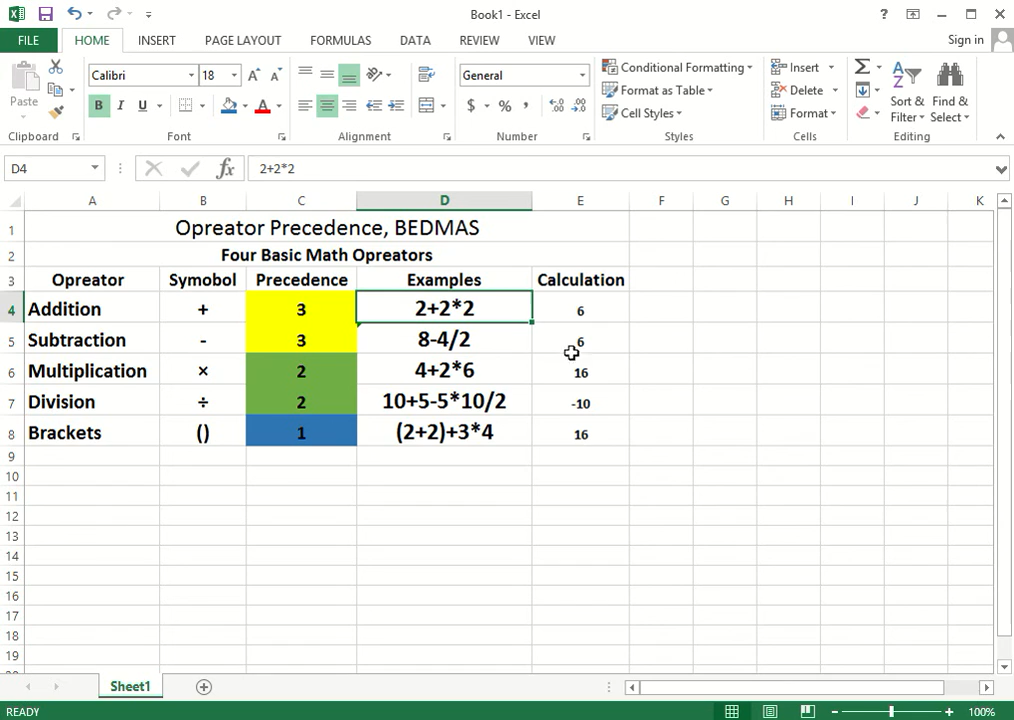 Book1 - Excel
?
FILE HOME INSERT PAGE LAYOUT FORMULAS DATA REVIEW VIEW Sign in
Paste
Calibri 18
B I U A
General
$ % ,
Conditional Formatting
Format as Table
Cell Styles
Insert
Delete
Format
Sort & Filter
Find & Select
Clipboard Font Alignment Number Styles Cells Editing
D4 fx 2+2*2
A B C D E F G H I J K
1 Opreator Precedence, BEDMAS
2 Four Basic Math Opreators
3 Opreator Symobol Precedence Examples Calculation
4 Addition + 3 2+2*2 6
5 Subtraction - 3 8-4/2 6
6 Multiplication × 2 4+2*6 16
7 Division ÷ 2 10+5-5*10/2 -10
8 Brackets () 1 (2+2)+3*4 16
9
10
11
12
13
14
15
16
17
18
19
Sheet1
READY 100%